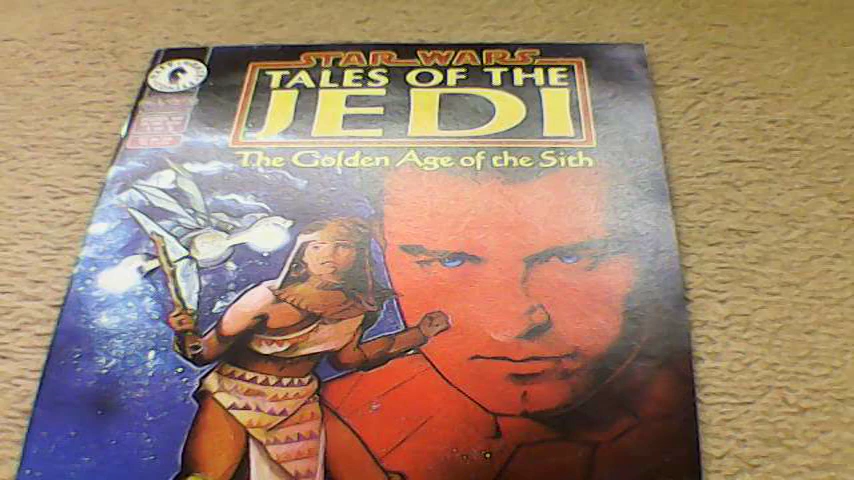 STAR WARS
TALES OF THE
JEDI
The Golden Age of the Sith